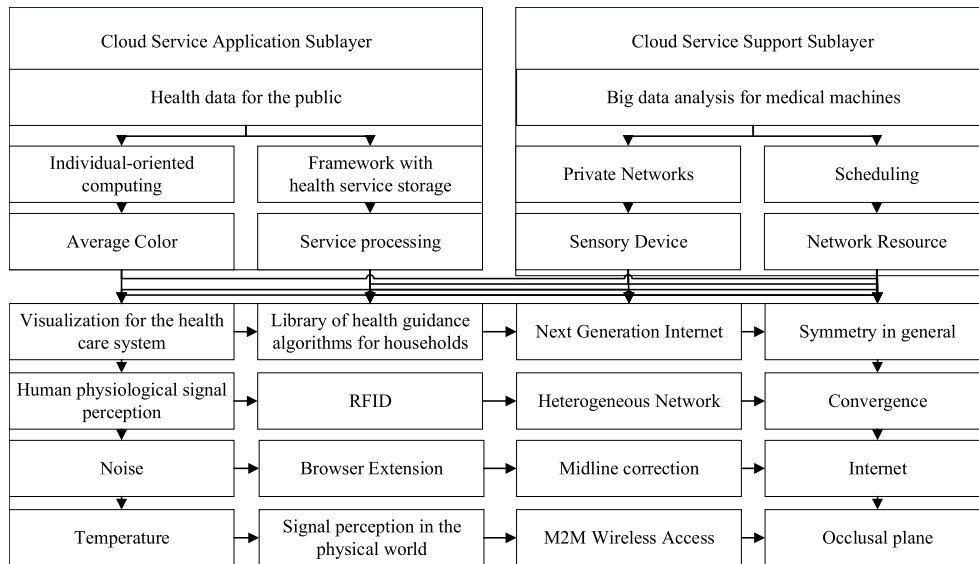 Cloud Service Application Sublayer
Cloud Service Support Sublayer
Health data for the public
Big data analysis for medical machines
Individual-oriented
computing
Framework with
health service storage
Private Networks
Scheduling
Average Color
Service processing
Sensory Device
Network Resource
Visualization for the health
care system
Library of health guidance
algorithms for households
Next Generation Internet
Symmetry in general
Human physiological signal
perception
RFID
Heterogeneous Network
Convergence
Noise
Browser Extension
Midline correction
Internet
Temperature
Signal perception in the
physical world
M2M Wireless Access
Occlusal plane